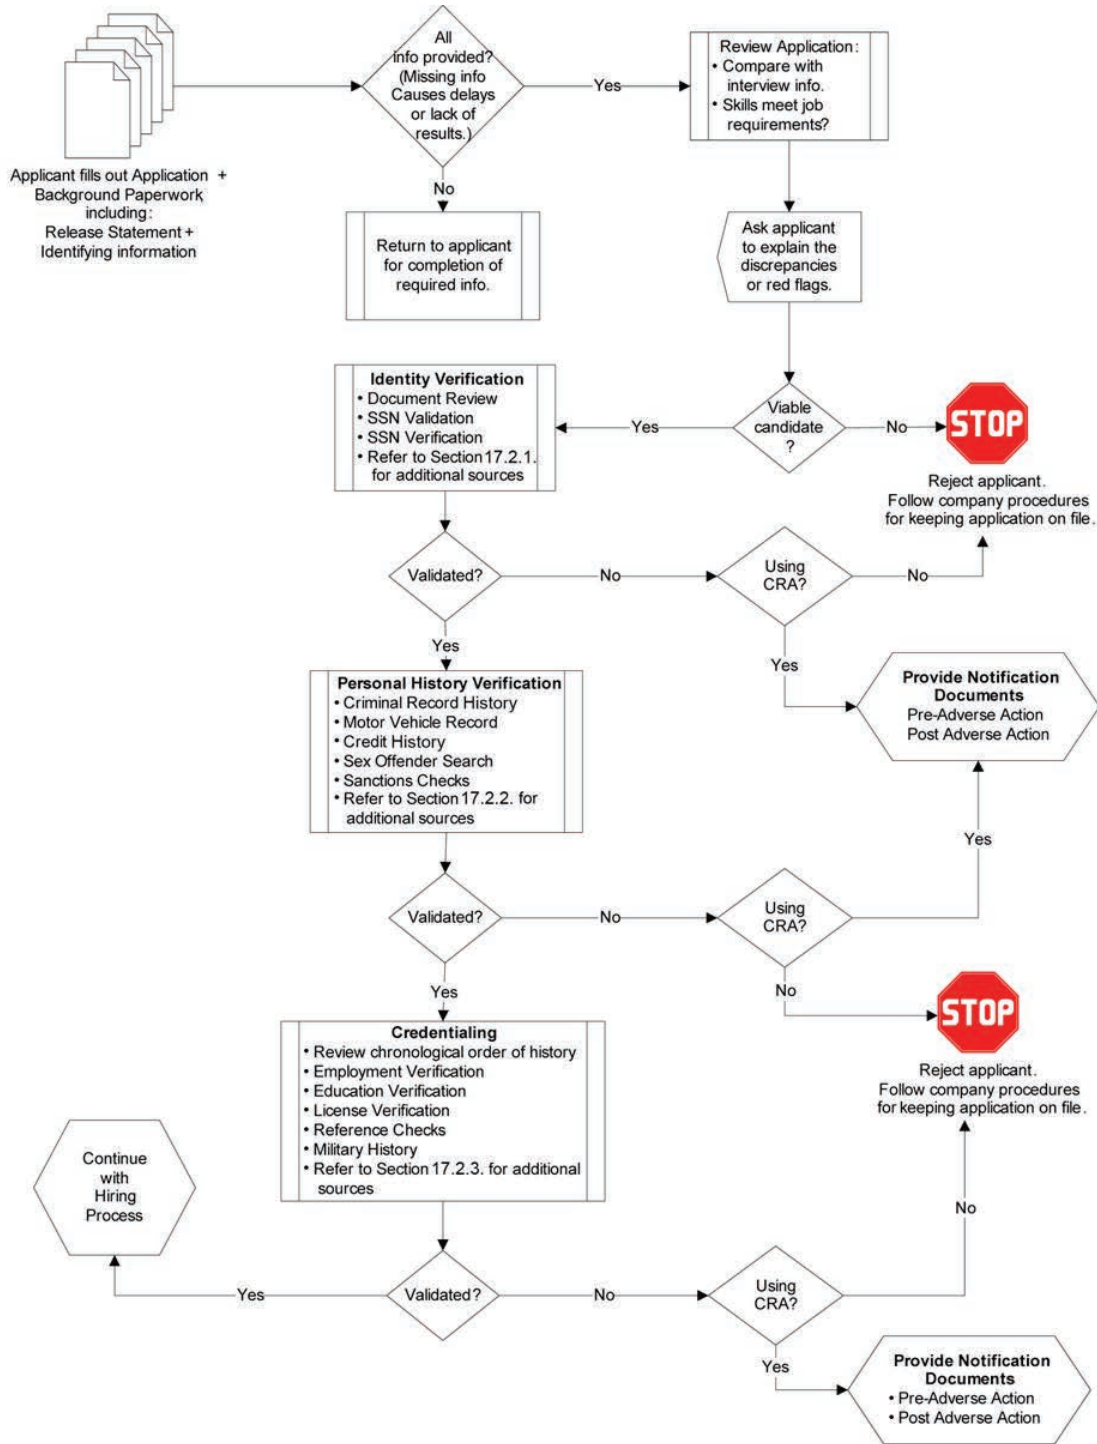 All
info provided?
(Missing info
Causes delays
or lack of
results.)
Yes
Review Application:
• Compare with
interview info.
• Skills meet job
requirements?
Applicant fills out Application +
Background Paperwork,
including:
Release Statement +
Identifying information
No
Return to applicant
for completion of
required info.
Ask applicant
to explain the
discrepancies
or red flags.
Identity Verification
• Document Review
• SSN Validation
• SSN Verification
• Refer to Section 17.2.1.
for additional sources
Yes
Viable
candidate
?
No
STOP
Reject applicant.
Follow company procedures
for keeping application on file.
Validated?
No
Using
CRA?
No
Yes
Yes
Provide Notification
Documents
Pre-Adverse Action
Post Adverse Action
Personal History Verification
• Criminal Record History
• Motor Vehicle Record
• Credit History
• Sex Offender Search
• Sanctions Checks
• Refer to Section 17.2.2. for
additional sources
Yes
Validated?
No
Using
CRA?
Yes
No
STOP
Reject applicant.
Follow company procedures
for keeping application on file.
Credentialing
• Review chronological order of history
• Employment Verification
• Education Verification
• License Verification
• Reference Checks
• Military History
• Refer to Section 17.2.3. for additional
sources
Continue
with
Hiring
Process
No
Yes
Validated?
No
Using
CRA?
Yes
Provide Notification
Documents
• Pre-Adverse Action
• Post Adverse Action